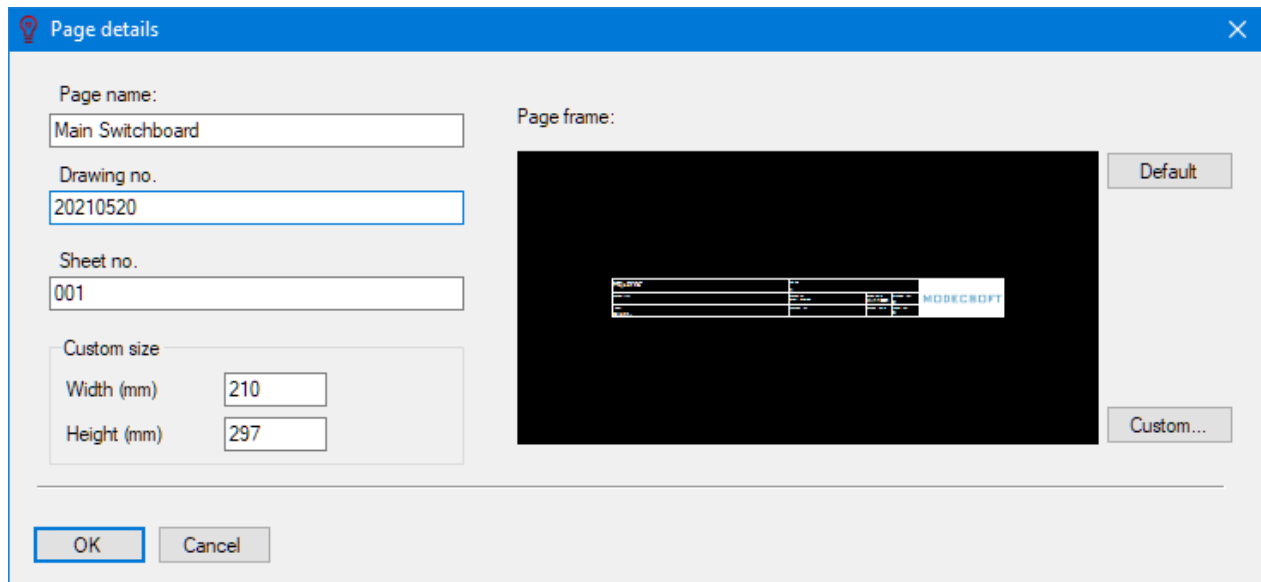 Page details
Page name:
Main Switchboard
Drawing no.
20210520
Sheet no.
001
Custom size
Width (mm)
210
Height (mm)
297
Page frame:
MODECSOFT
Default
Custom...
OK
Cancel